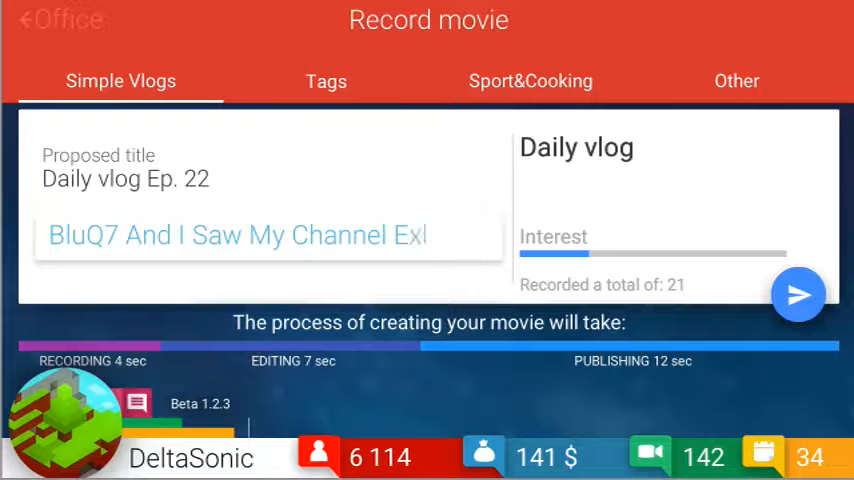 Office
Record movie
Simple Vlogs
Tags
Sport&Cooking
Other
Proposed title
Daily vlog Ep. 22
BluQ7 And I Saw My Channel
Daily vlog
Interest
Recorded a total of: 21
The process of creating your movie will take:
RECORDING 4 sec
EDITING 7 sec
PUBLISHING 12 sec
Beta 1.2.3
DeltaSonic
6 114
141 $
142
34